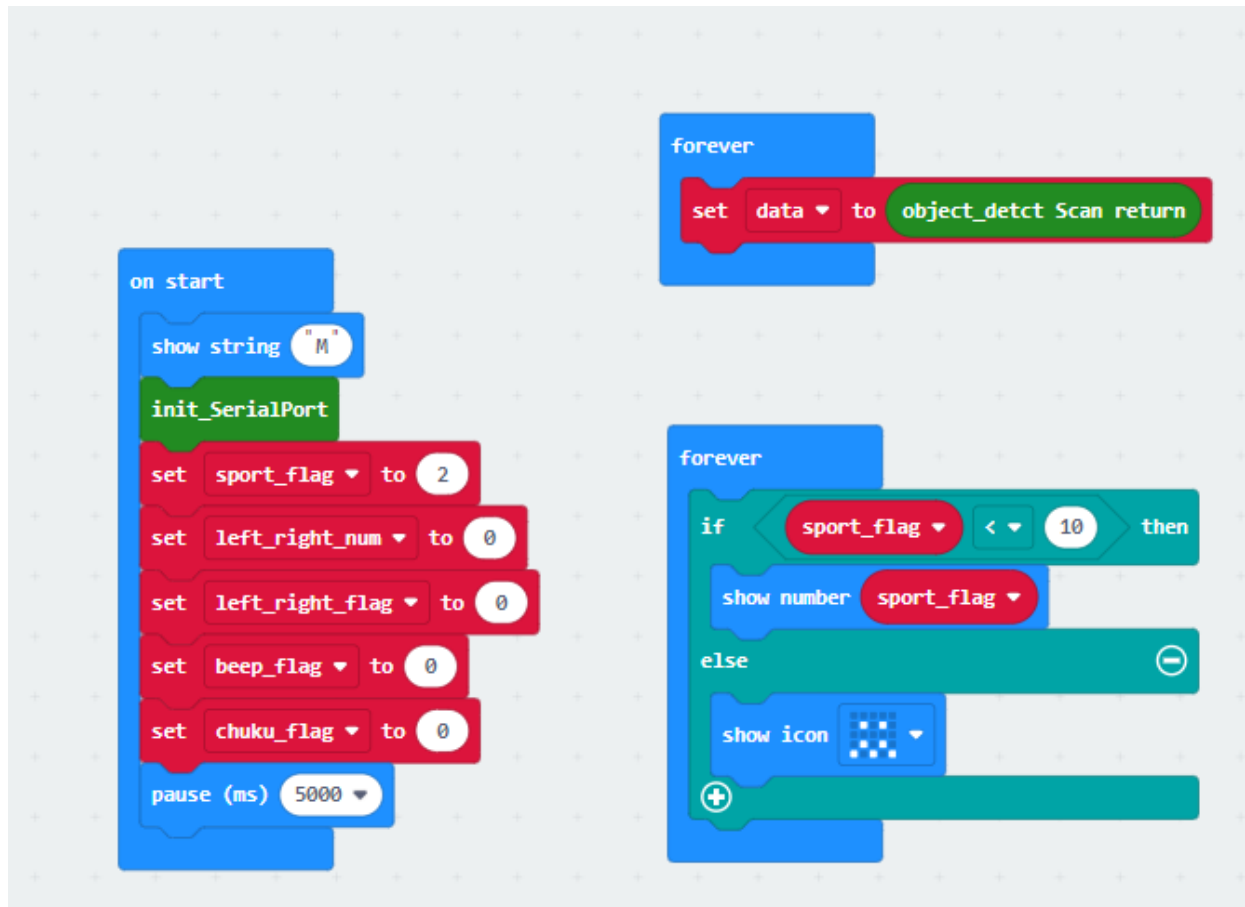 on start
show string "M"
init_SerialPort
set sport_flag to 2
set left_right_num to 0
set left_right_flag to 0
set beep_flag to 0
set chuku_flag to 0
pause (ms) 5000
forever
set data to object_detct Scan return
forever
if sport_flag < 10 then
show number sport_flag
else
show icon